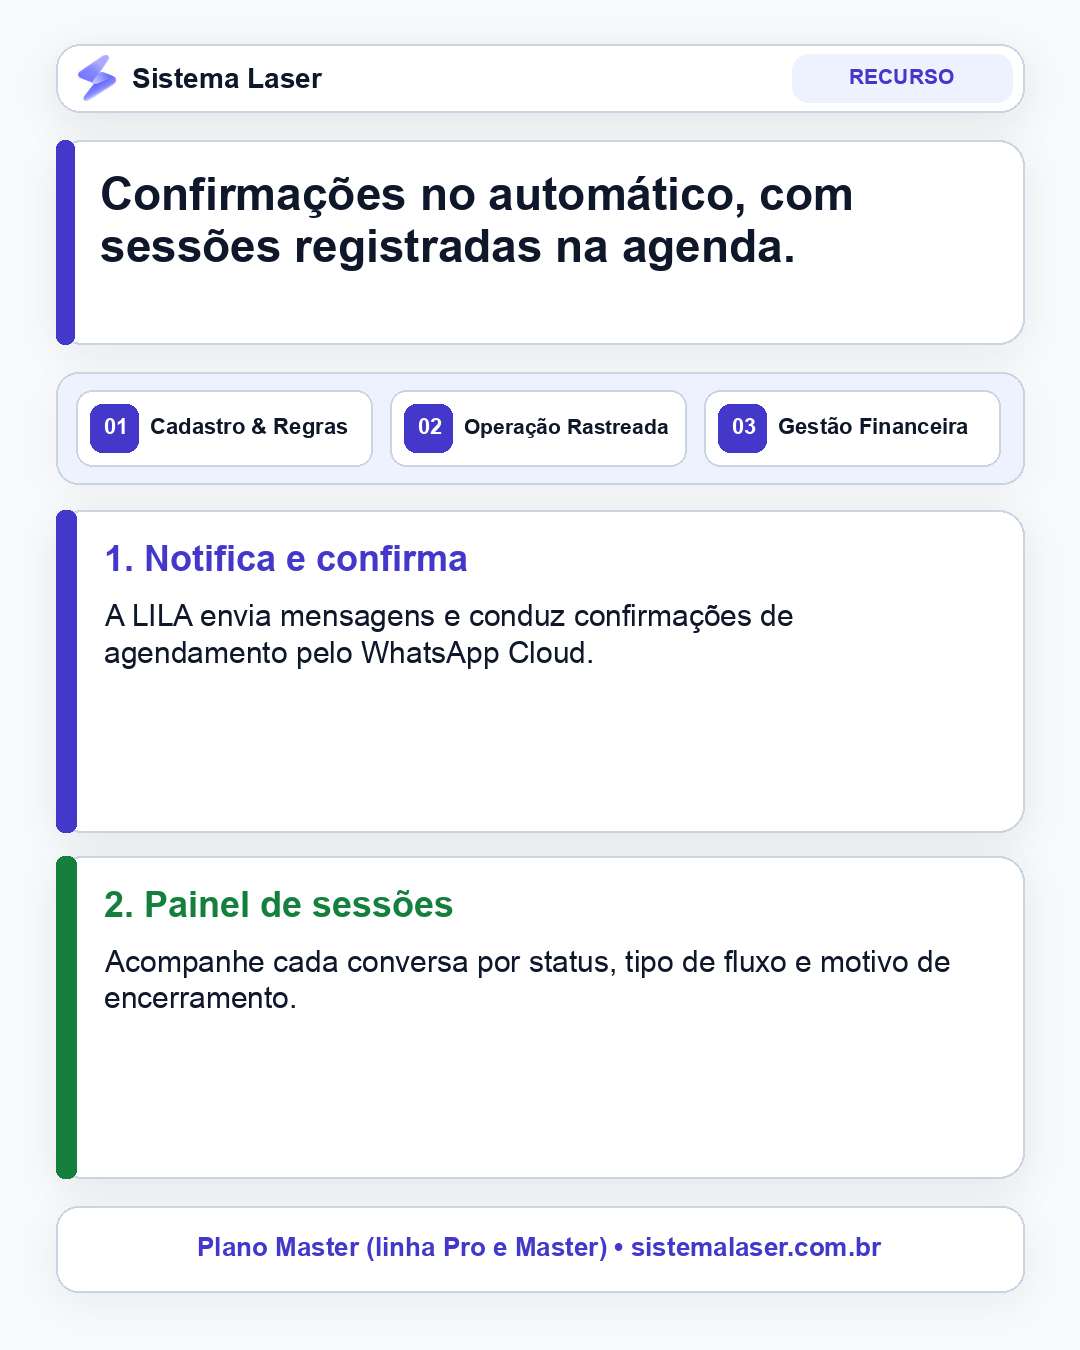 Sistema Laser
RECURSO
Confirmações no automático, com
sessões registradas na agenda.
01 Cadastro & Regras
02 Operação Rastreada
03 Gestão Financeira
1. Notifica e confirma
A LILA envia mensagens e conduz confirmações de
agendamento pelo WhatsApp Cloud.
2. Painel de sessões
Acompanhe cada conversa por status, tipo de fluxo e motivo de
encerramento.
Plano Master (linha Pro e Master) • sistemalaser.com.br